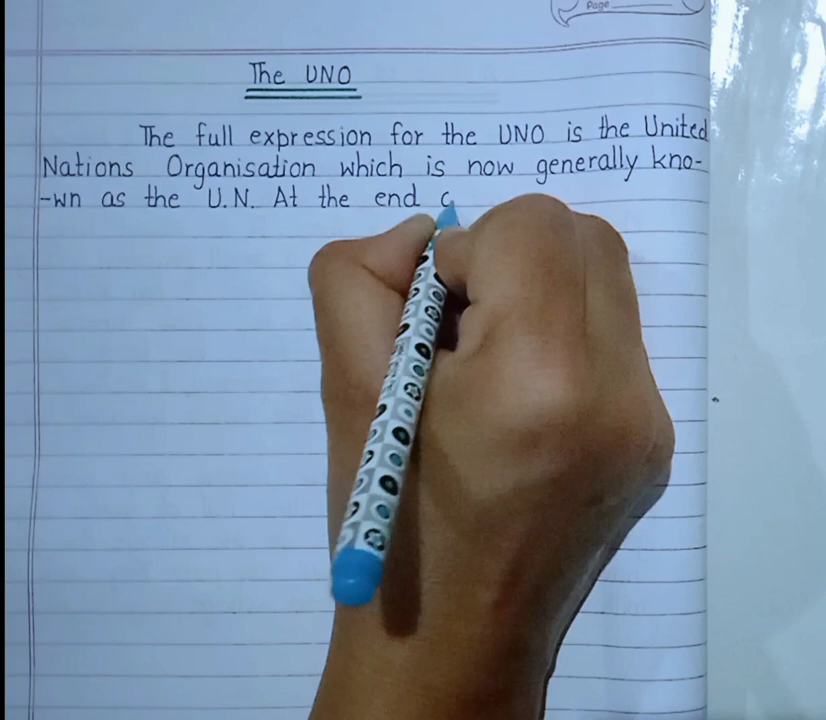 Page
The UNO
The full expression for the UNO is the United
Nations Organisation which is now generally kno-
-wn as the U.N. At the end